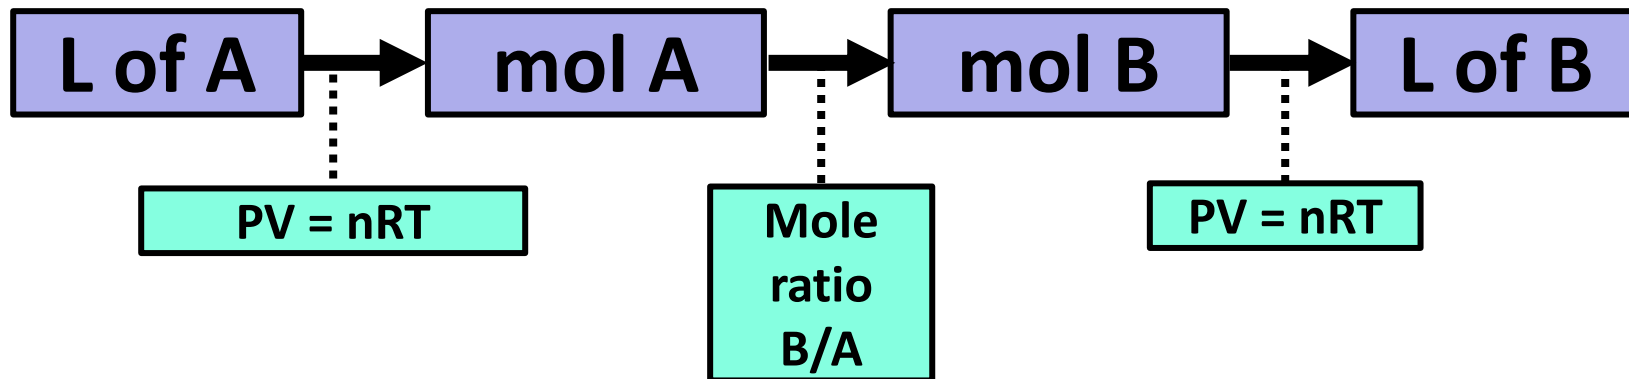 L of A
mol A
mol B
L of B
PV = nRT
Mole
ratio
B/A
PV = nRT